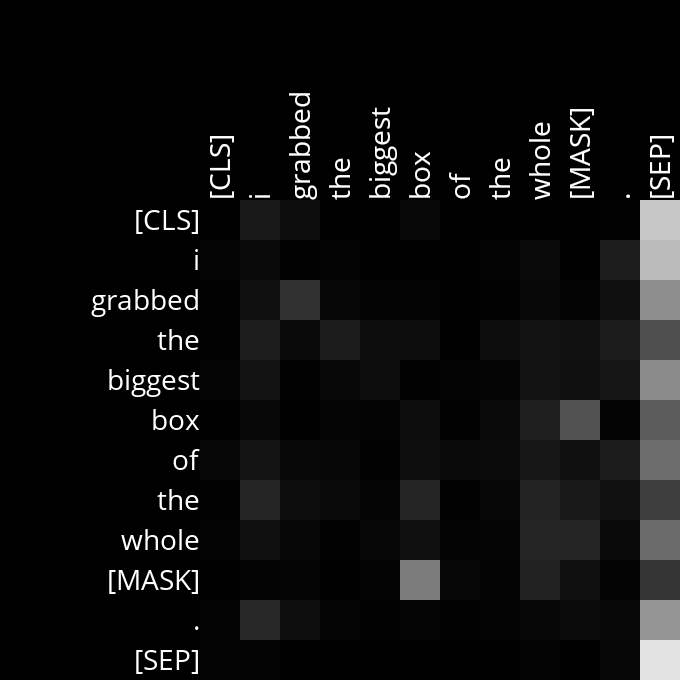 [CLS] i grabbed the biggest box of the whole [MASK] . [SEP]
[CLS]
i
grabbed
the
biggest
box
of
the
whole
[MASK]
.
[SEP]